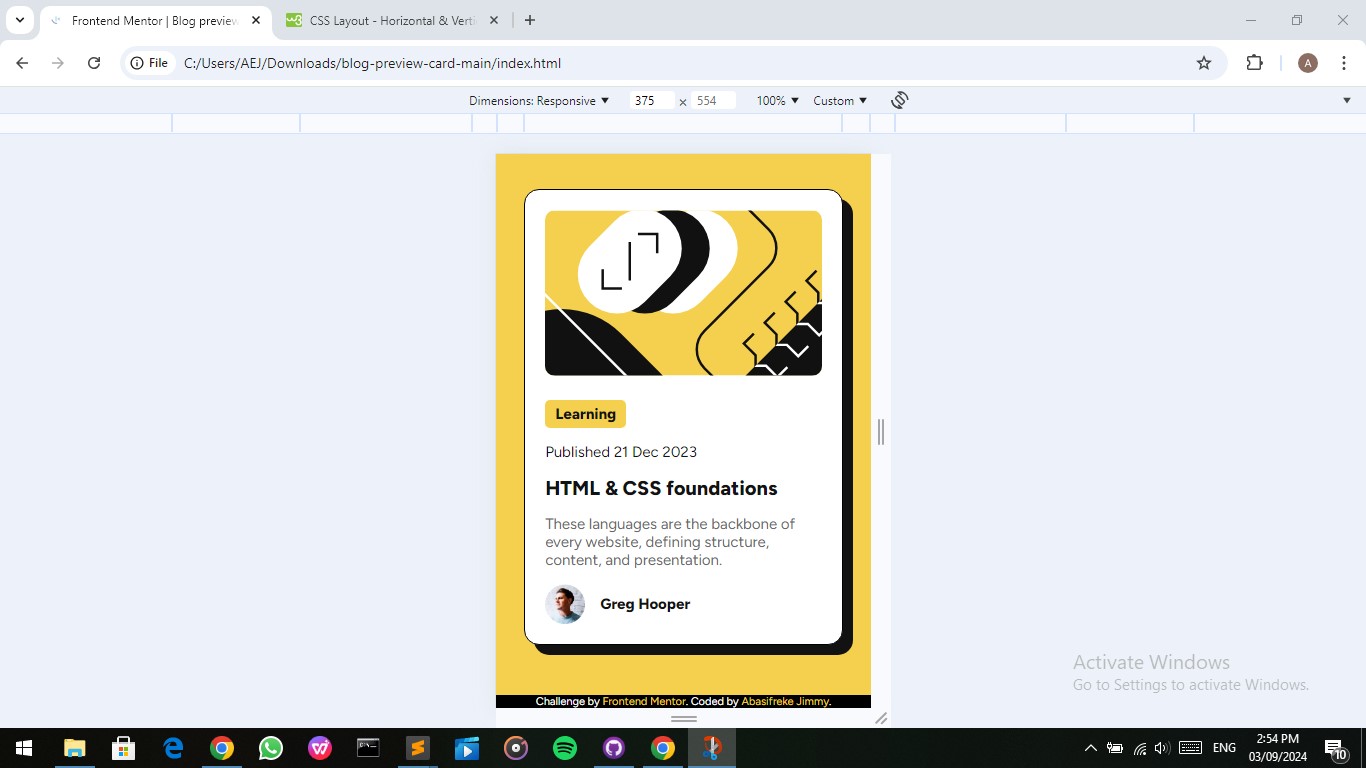 Frontend Mentor | Blog preview
CSS Layout - Horizontal & Verti
File
C:/Users/AEJ/Downloads/blog-preview-card-main/index.html
A
Dimensions: Responsive
375
×
554
100%
Custom
Learning
Published 21 Dec 2023
HTML & CSS foundations
These languages are the backbone of
every website, defining structure,
content, and presentation.
Greg Hooper
Challenge by Frontend Mentor. Coded by Abasifreke Jimmy.
Activate Windows
Go to Settings to activate Windows.
ENG
2:54 PM
03/09/2024
10